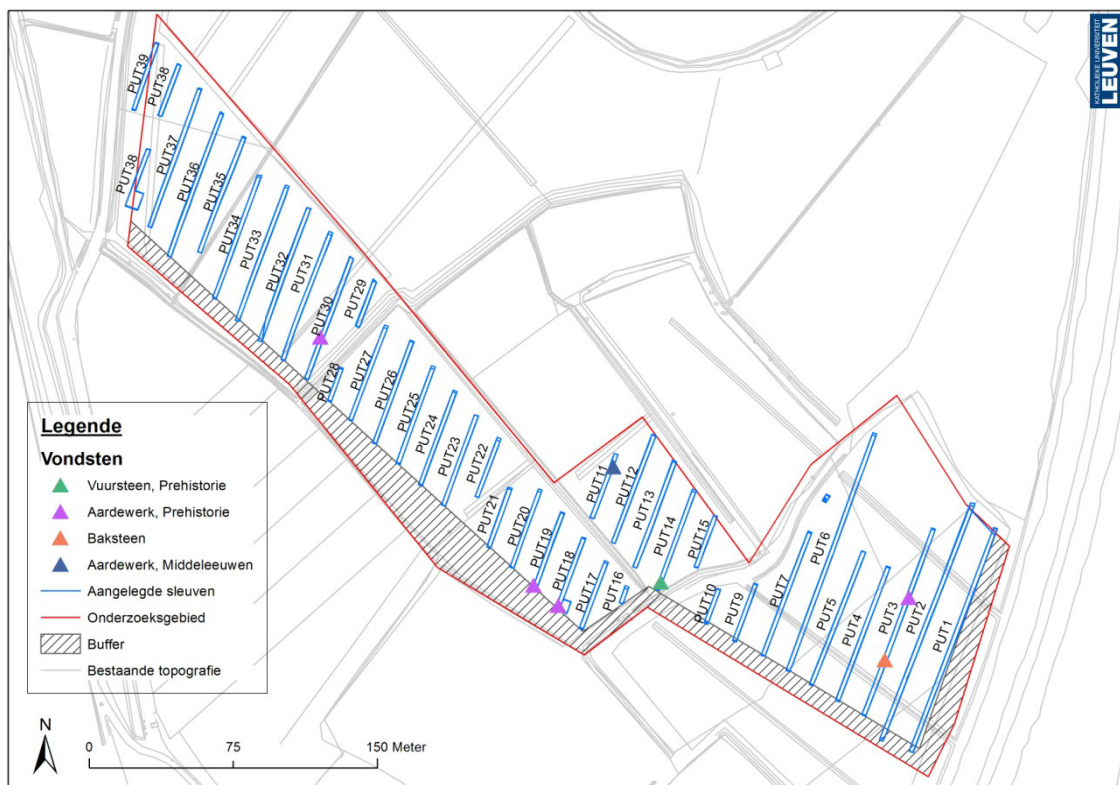 KATHOLIEKE UNIVERSITEIT
LEUVEN
PUT39
PUT38
PUT38
PUT37
PUT36
PUT35
PUT34
PUT33
PUT32
PUT31
PUT30
PUT29
PUT28
PUT27
PUT26
PUT25
PUT24
PUT23
PUT22
PUT21
PUT20
PUT19
PUT18
PUT17
PUT16
PUT11
PUT12
PUT13
PUT14
PUT15
PUT10
PUT9
PUT7
PUT6
PUT5
PUT4
PUT3
PUT2
PUT1
Legende
Vondsten
Vuursteen, Prehistorie
Aardewerk, Prehistorie
Baksteen
Aardewerk, Middeleeuwen
Aangelegde sleuven
Onderzoeksgebied
Buffer
Bestaande topografie
N
0 75 150 Meter